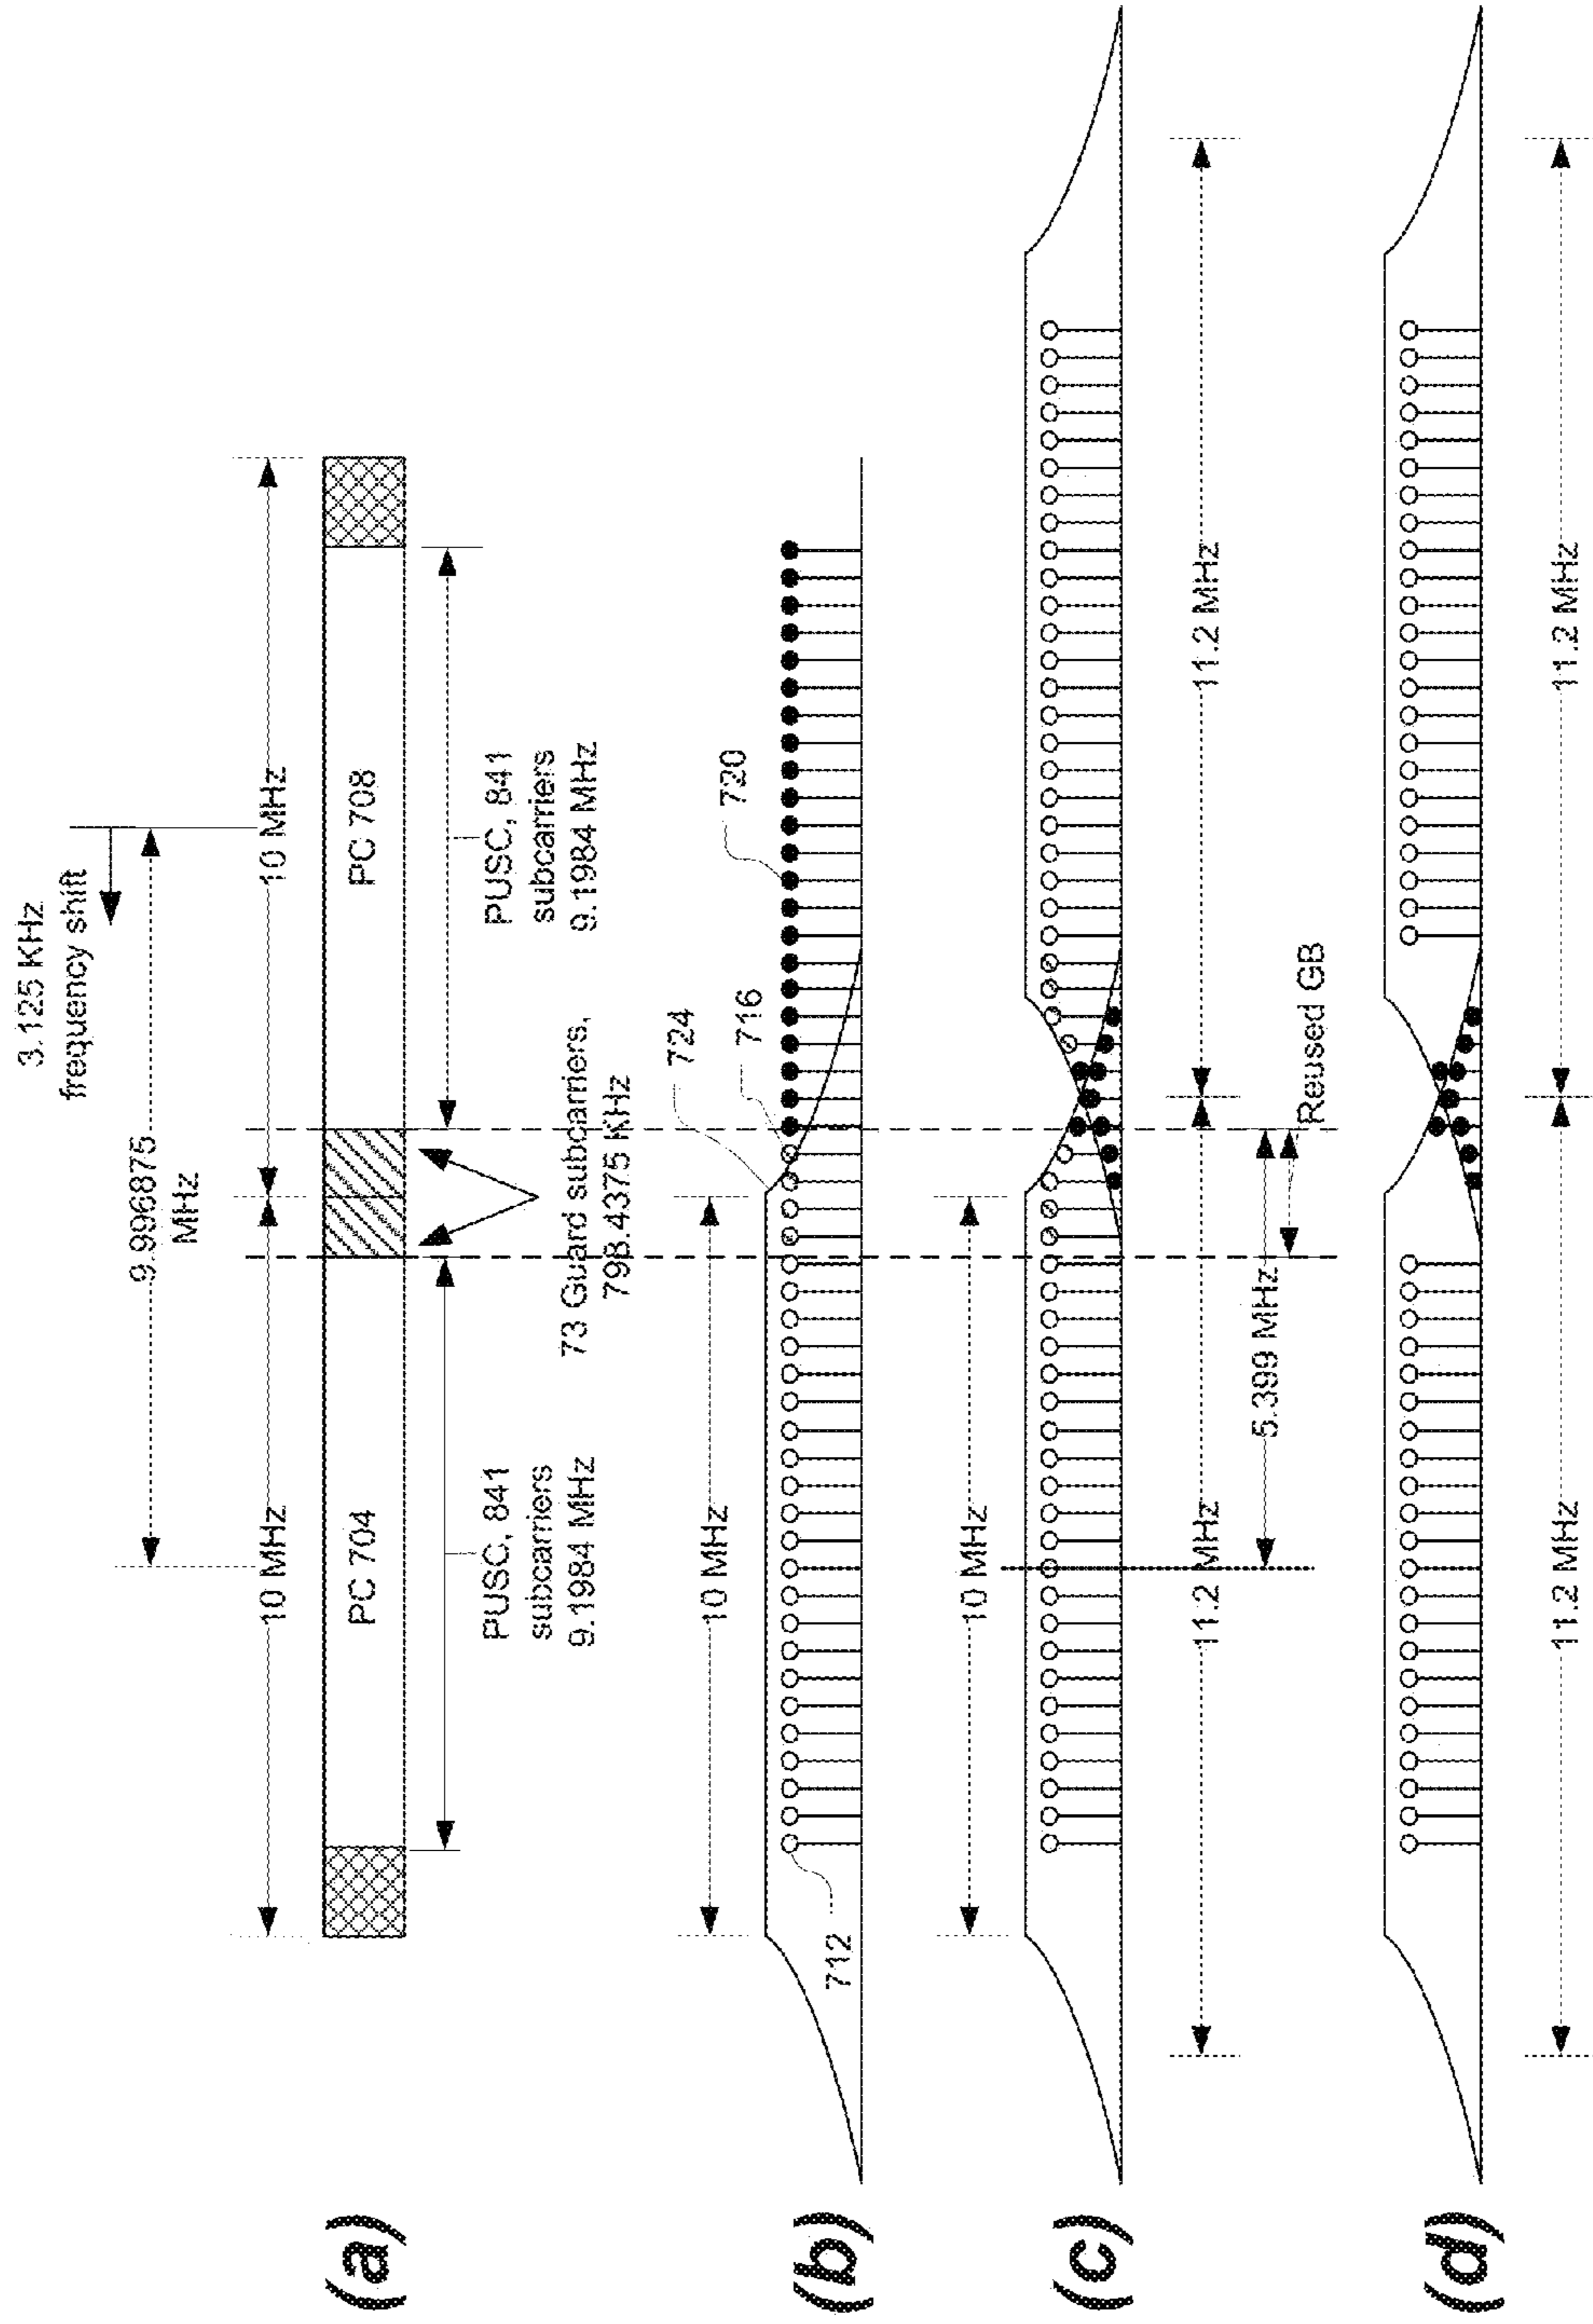 3.125 KHz
frequency shift
9.996875
MHz
10 MHz
10 MHz
(a)
PC 704
PC 708
PUSC, 841
subcarriers
9.1984 MHz
PUSC, 841
subcarriers
9.1984 MHz
73 Guard subcarriers,
798.4375 KHz
10 MHz
724
716
720
(b)
712
10 MHz
(c)
11.2 MHz
11.2 MHz
5.399 MHz
Reused GB
(d)
11.2 MHz
11.2 MHz